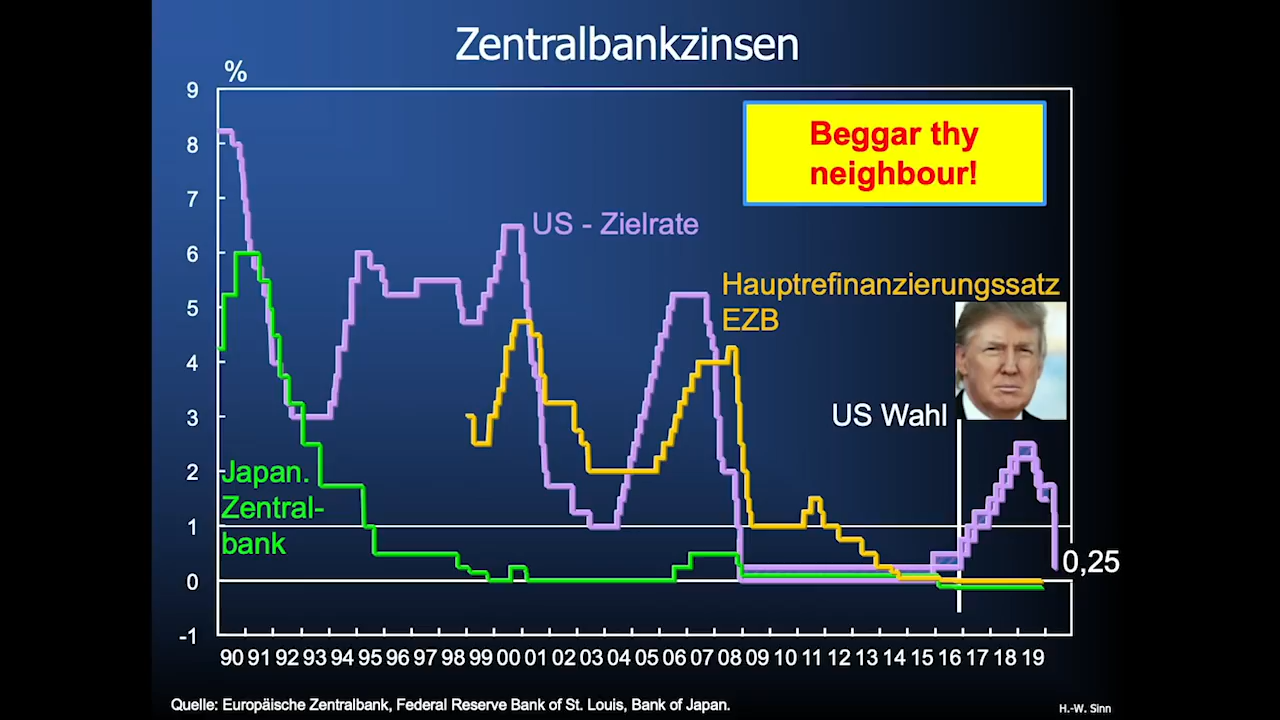 Zentralbankzinsen
%
9
8
7
6
5
4
3
2
1
0
-1
Beggar thy
neighbour!
US - Zielrate
Hauptrefinanzierungssatz
EZB
US Wahl
Japan.
Zentral-
bank
0,25
90 91 92 93 94 95 96 97 98 99 00 01 02 03 04 05 06 07 08 09 10 11 12 13 14 15 16 17 18 19
Quelle: Europäische Zentralbank, Federal Reserve Bank of St. Louis, Bank of Japan.
H.-W. Sinn